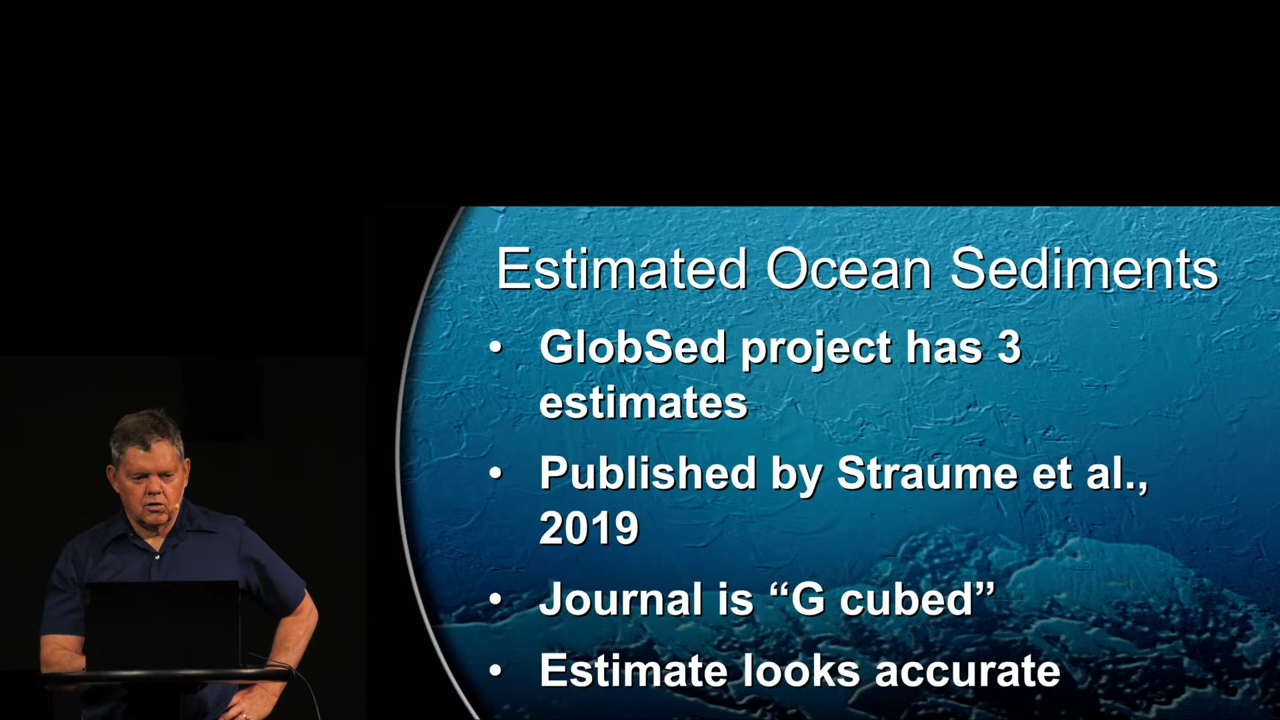 Estimated Ocean Sediments
• GlobSed project has 3
estimates
• Published by Straume et al.,
2019
• Journal is “G cubed”
• Estimate looks accurate